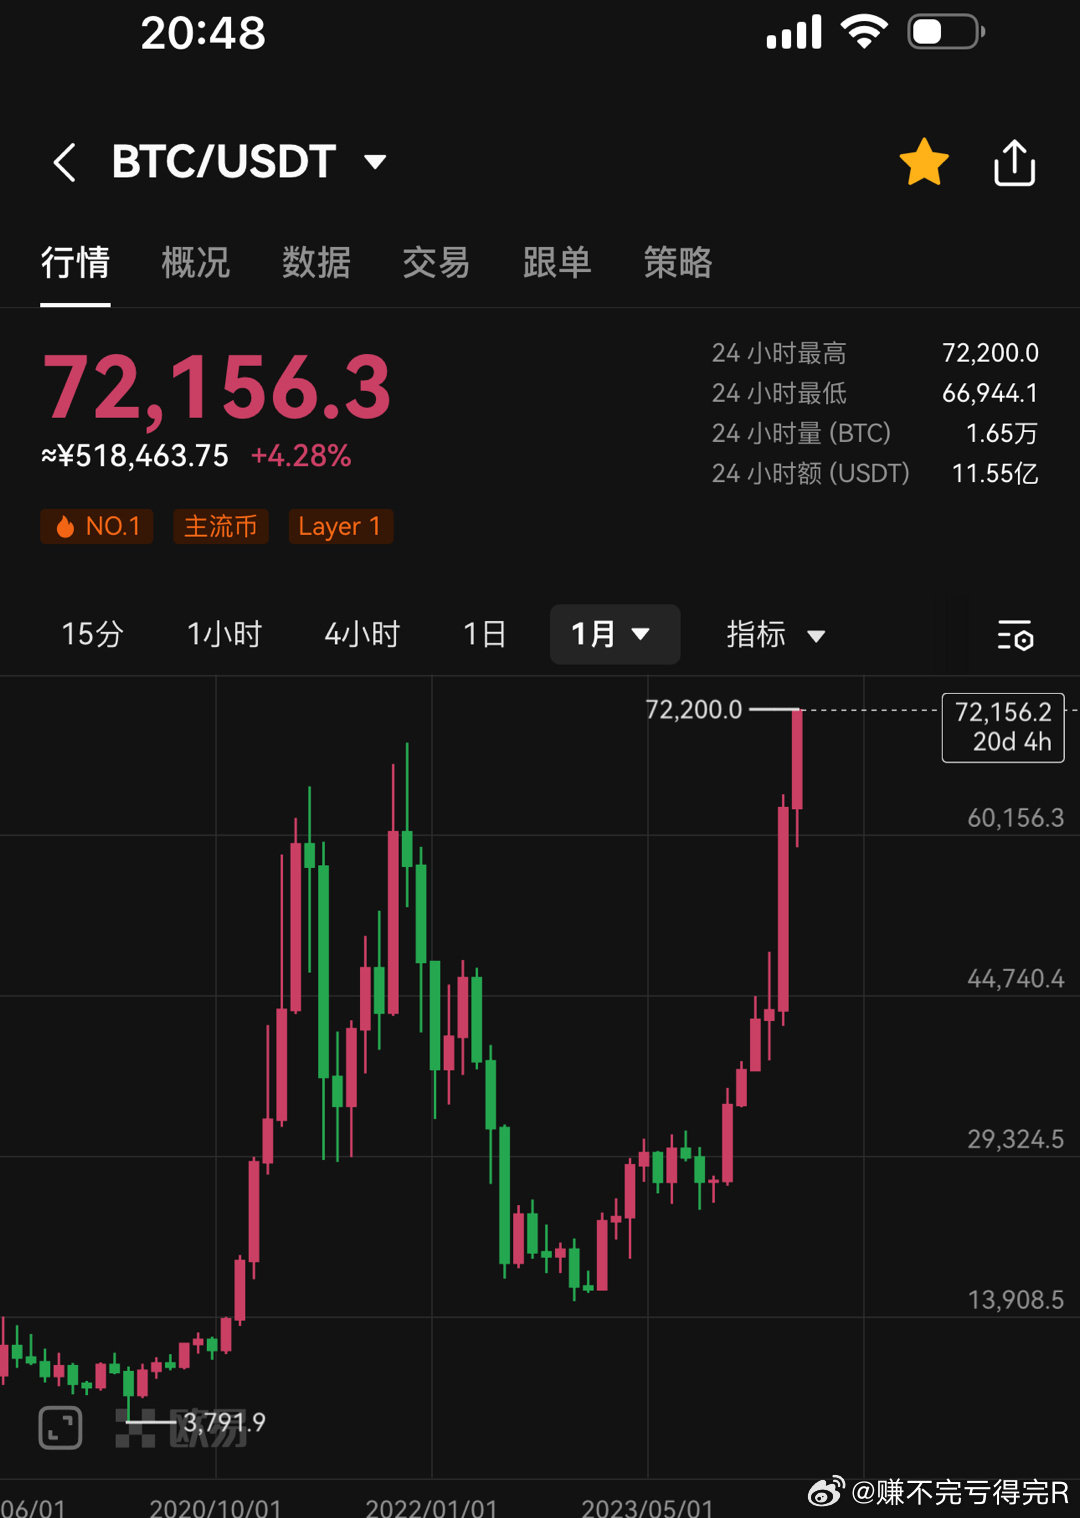 20:48
BTC/USDT
行情 概况 数据 交易 跟单 策略
72,156.3
≈¥518,463.75 +4.28%
24 小时最高 72,200.0
24 小时最低 66,944.1
24 小时量 (BTC) 1.65万
24 小时额 (USDT) 11.55亿
NO.1 主流币 Layer 1
15分 1小时 4小时 1日 1月 指标
72,200.0
72,156.2
20d 4h
60,156.3
44,740.4
29,324.5
13,908.5
3,791.9
欧易
06/01 2020/10/01 2022/01/01 2023/05/01
@赚不完亏得完R